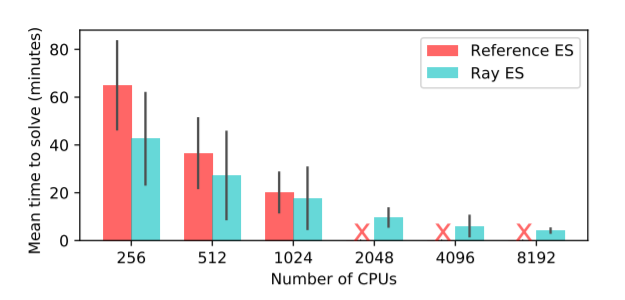 Mean time to solve (minutes)
80
60
40
20
0
Reference ES
Ray ES
X X X
256 512 1024 2048 4096 8192
Number of CPUs